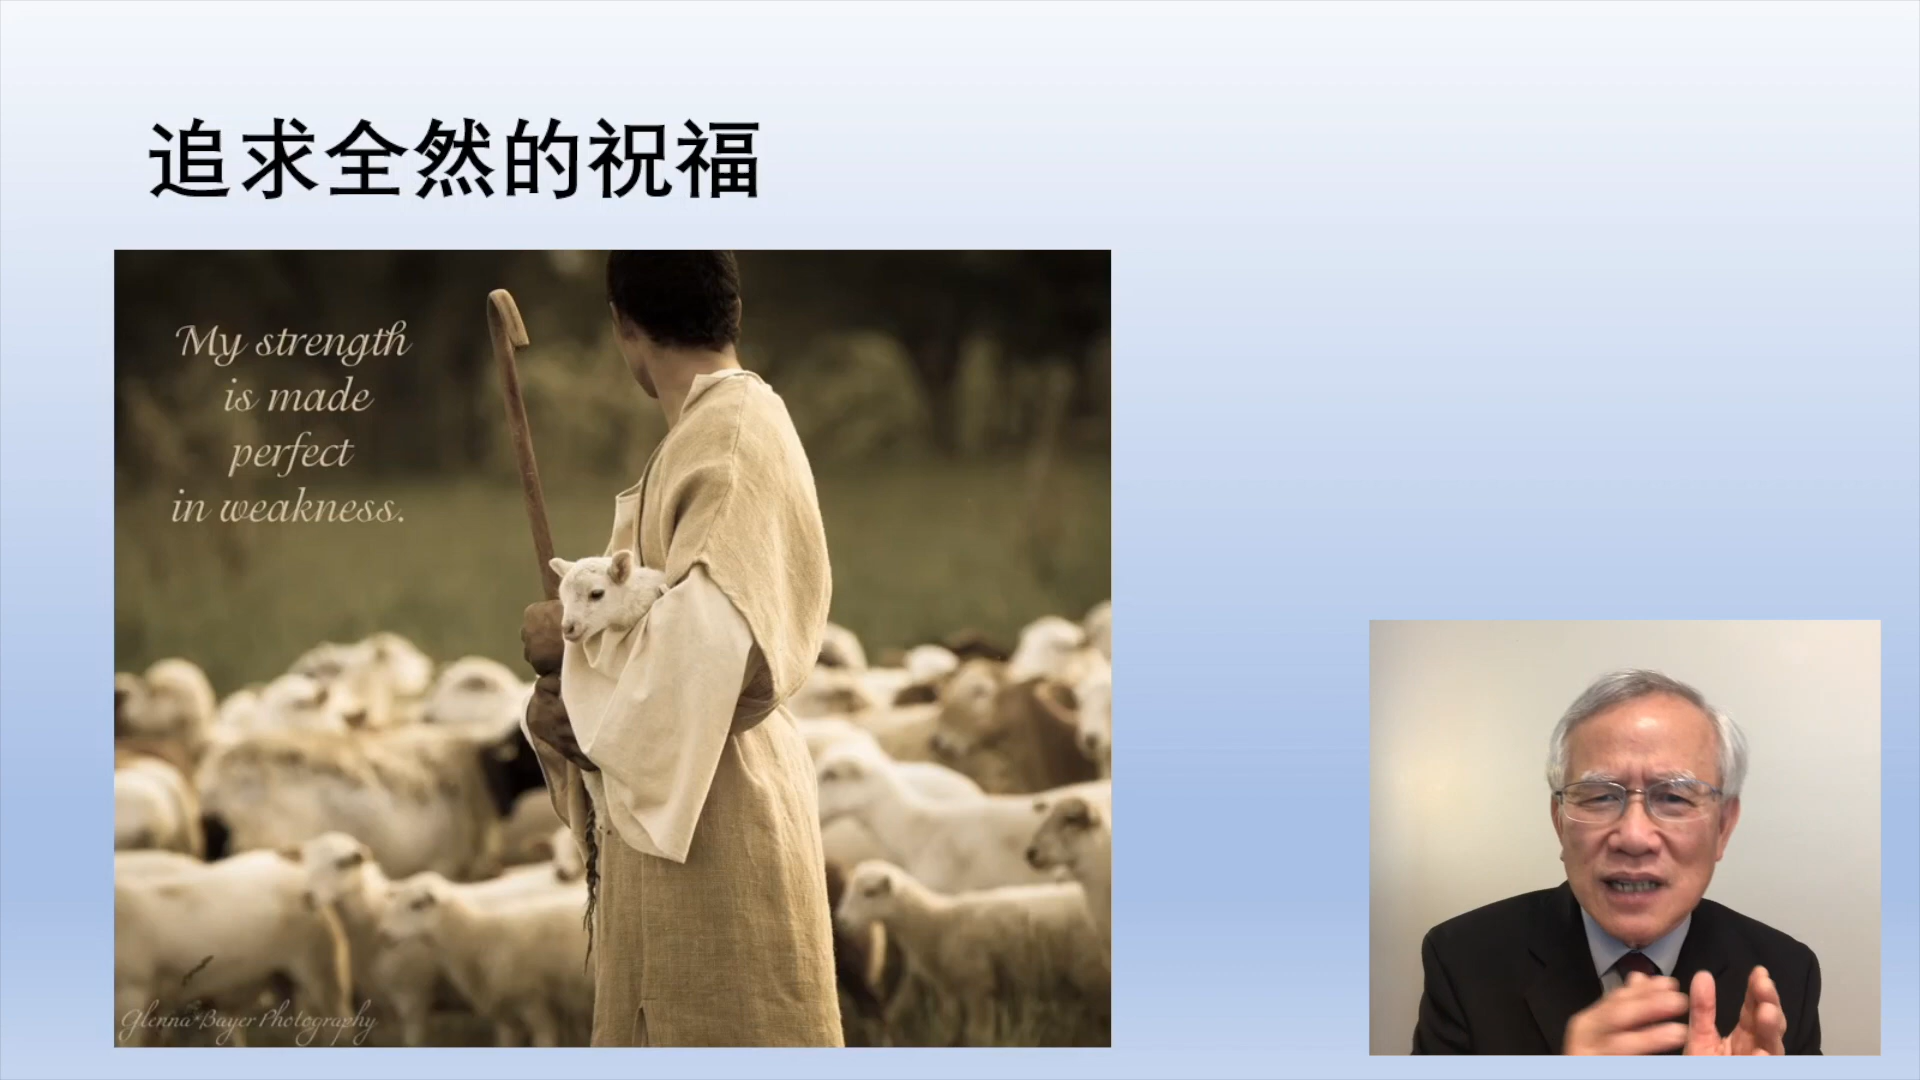 追求全然的祝福
My strength
is made
perfect
in weakness.
Glenna Bayer Photography